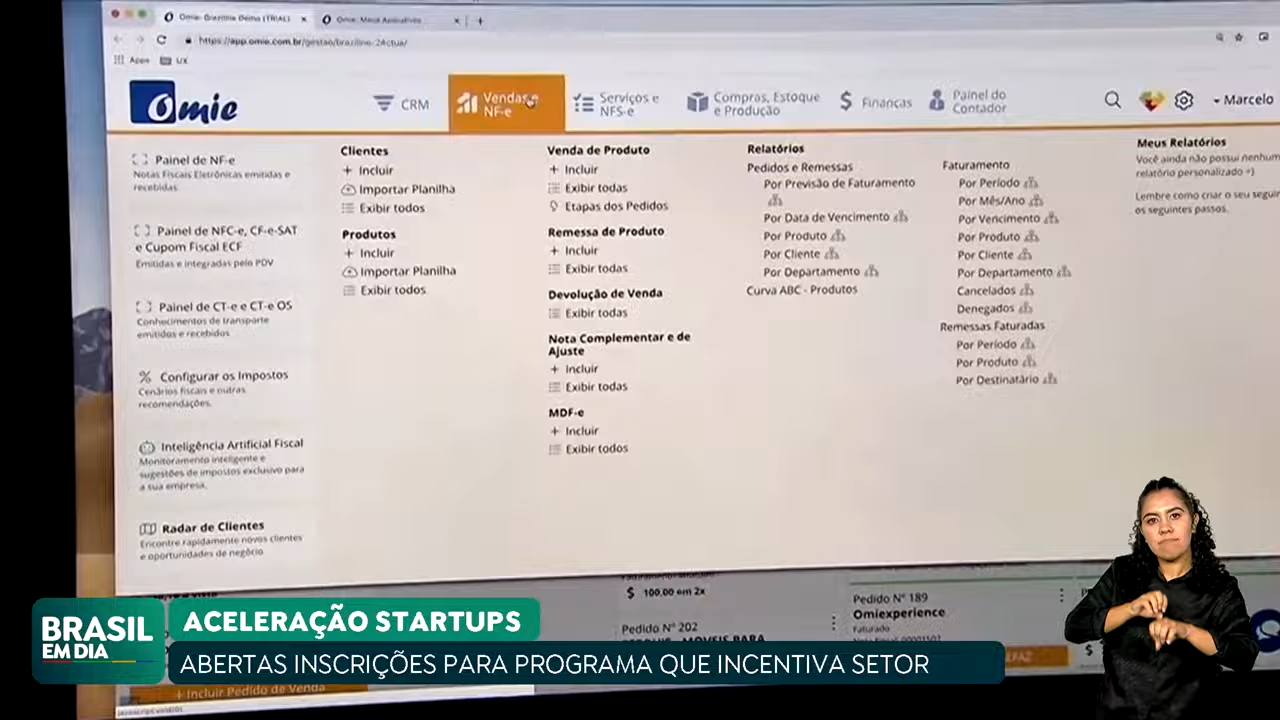 Omie: Braziline Demo (TRIAL)
Omie: Meus Aplicativos
Apps
UX
Omie
CRM
Vendas e
NF-e
Serviços e
NFS-e
Compras, Estoque
e Produção
Finanças
Painel do
Contador
Marcelo
Painel de NF-e
Notas Fiscais Eletrônicas emitidas e
recebidas.
Painel de NFC-e, CF-e-SAT
e Cupom Fiscal ECF
Emitidas e integradas pelo PDV
Painel de CT-e e CT-e OS
Conhecimentos de transporte
emitidos e recebidos
Configurar os Impostos
Cenários fiscais e outras
recomendações.
Inteligência Artificial Fiscal
Monitoramento inteligente e
sugestões de impostos exclusivo para
a sua empresa.
Radar de Clientes
Encontre rapidamente novos clientes
e oportunidades de negócio
Clientes
+ Incluir
Importar Planilha
Exibir todos
Produtos
+ Incluir
Importar Planilha
Exibir todos
Venda de Produto
+ Incluir
Exibir todas
Etapas dos Pedidos
Remessa de Produto
+ Incluir
Exibir todas
Devolução de Venda
Exibir todas
Nota Complementar e de
Ajuste
+ Incluir
Exibir todas
MDF-e
+ Incluir
Exibir todos
Relatórios
Pedidos e Remessas
Por Previsão de Faturamento
Por Data de Vencimento
Por Produto
Por Cliente
Por Departamento
Curva ABC - Produtos
Faturamento
Por Período
Por Mês/Ano
Por Vencimento
Por Produto
Por Cliente
Por Departamento
Cancelados
Denegados
Remessas Faturadas
Por Período
Por Produto
Por Destinatário
Meus Relatórios
Você ainda não possui nenhum
relatório personalizado =)
Lembre como criar o seu seguindo
os seguintes passos.
$ 100,00 em 2x
Pedido Nº 202
Pedido Nº 189
Omiexperience
Faturado
+ Incluir Pedido de Venda
BRASIL
EM DIA
ACELERAÇÃO STARTUPS
ABERTAS INSCRIÇÕES PARA PROGRAMA QUE INCENTIVA SETOR